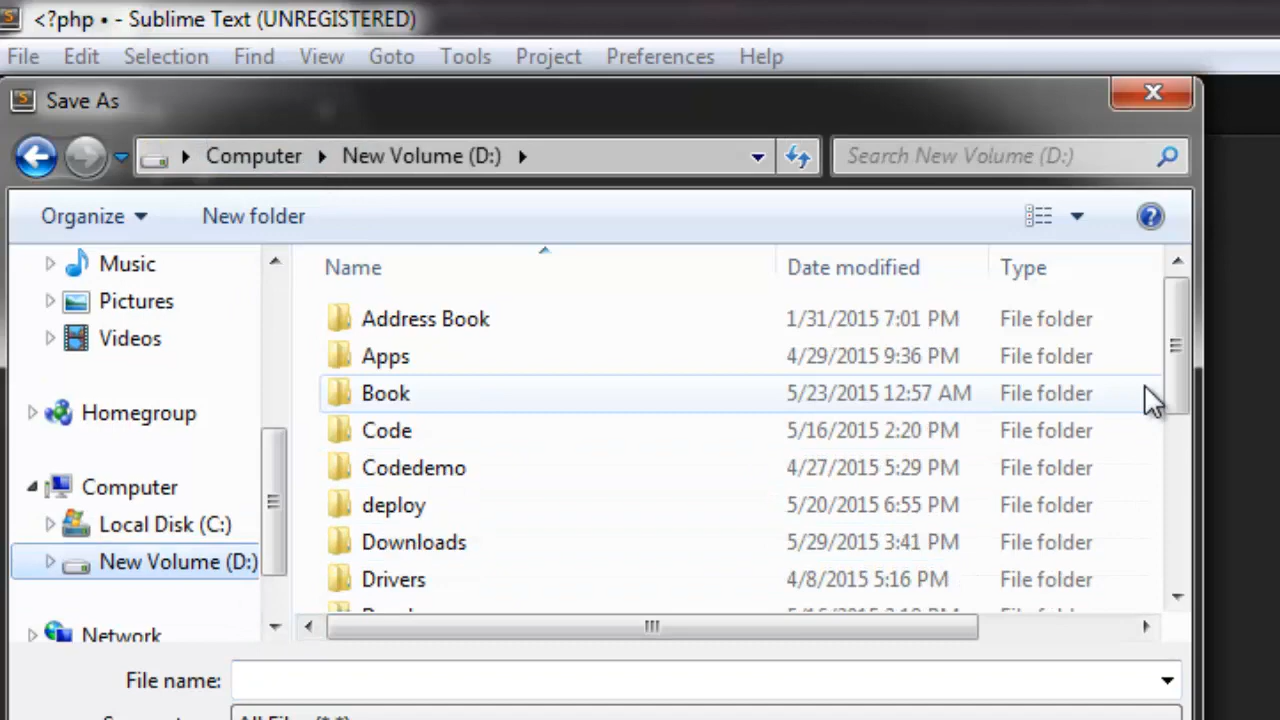 <?php • - Sublime Text (UNREGISTERED)
File Edit Selection Find View Goto Tools Project Preferences Help
Save As
Computer New Volume (D:) Search New Volume (D:)
Organize New folder
Music
Pictures
Videos
Homegroup
Computer
Local Disk (C:)
New Volume (D:)
Network
Name Date modified Type
Address Book 1/31/2015 7:01 PM File folder
Apps 4/29/2015 9:36 PM File folder
Book 5/23/2015 12:57 AM File folder
Code 5/16/2015 2:20 PM File folder
Codedemo 4/27/2015 5:29 PM File folder
deploy 5/20/2015 6:55 PM File folder
Downloads 5/29/2015 3:41 PM File folder
Drivers 4/8/2015 5:16 PM File folder
File name: